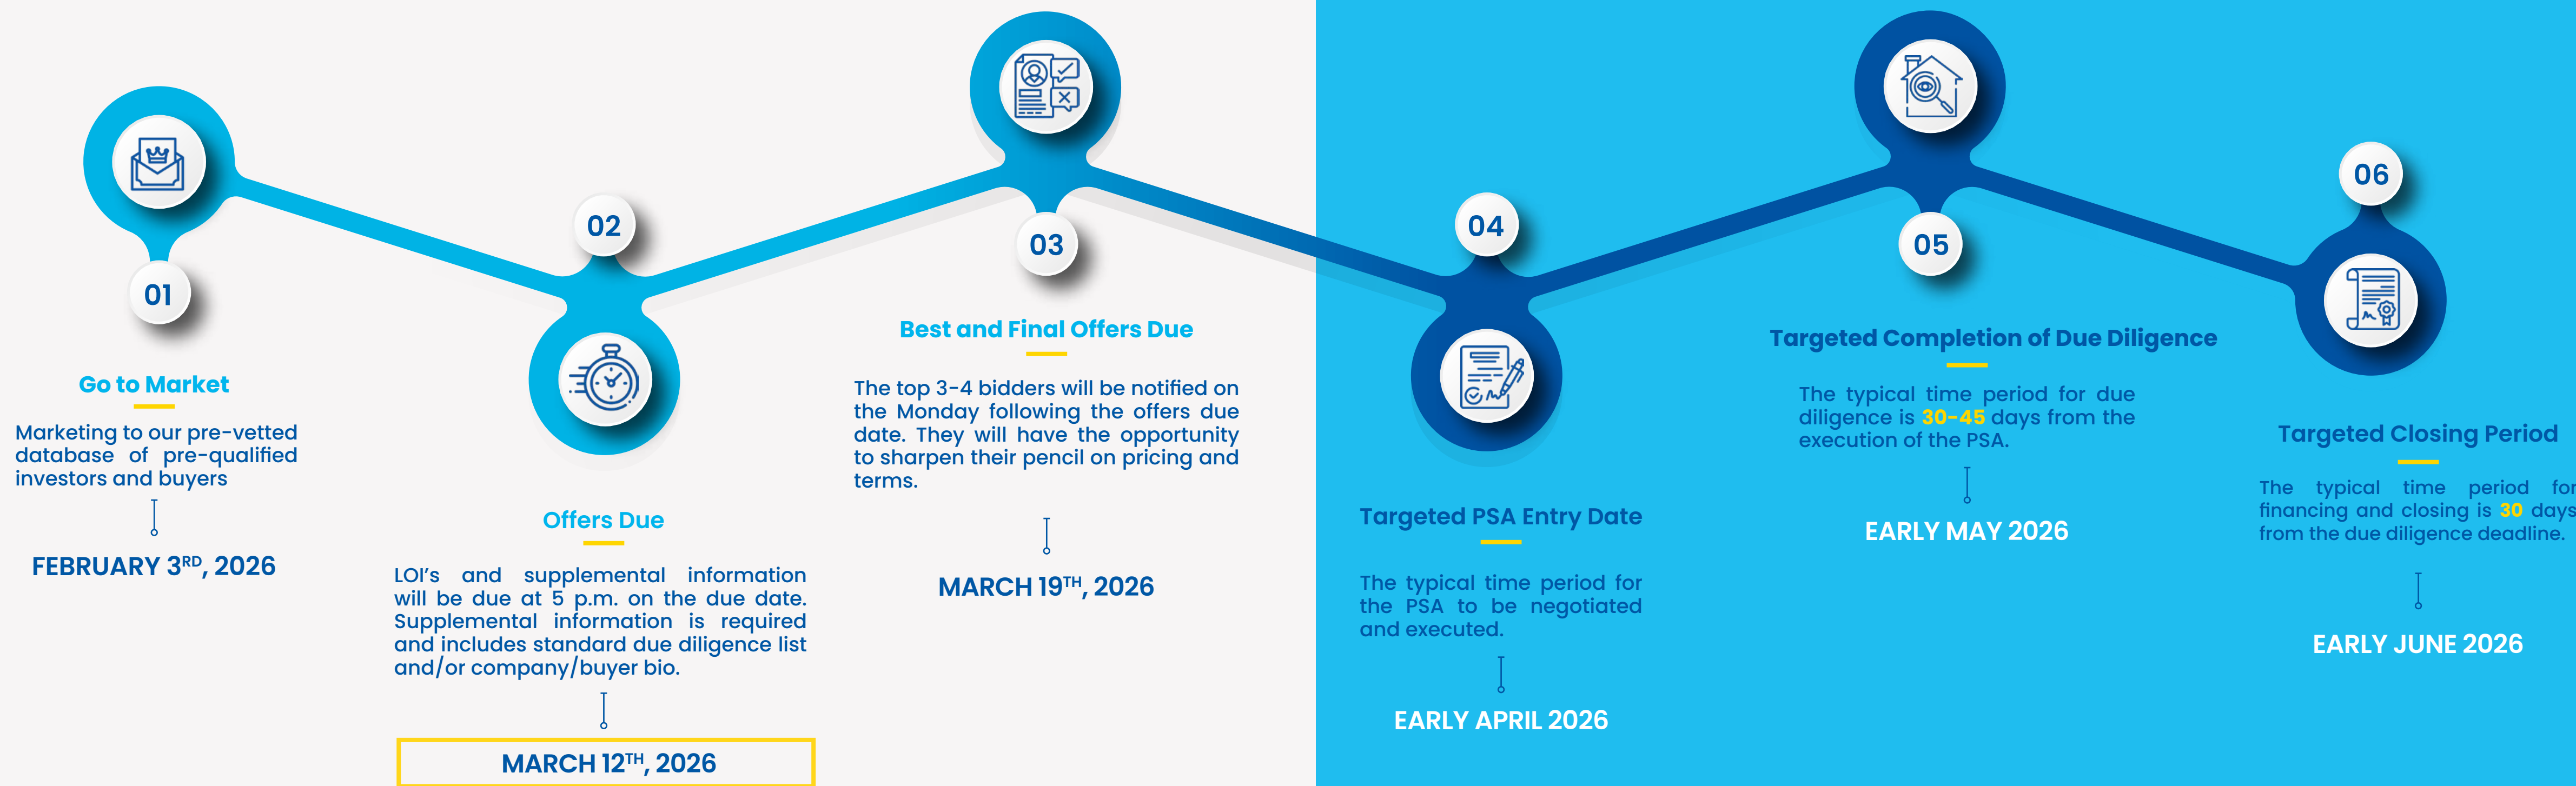 01
Go to Market
Marketing to our pre-vetted
database of pre-qualified
investors and buyers
FEBRUARY 3RD, 2026
02
Offers Due
LOI's and supplemental information
will be due at 5 p.m. on the due date.
Supplemental information is required
and includes standard due diligence list
and/or company/buyer bio.
MARCH 12TH, 2026
03
Best and Final Offers Due
The top 3-4 bidders will be notified on
the Monday following the offers due
date. They will have the opportunity
to sharpen their pencil on pricing and
terms.
MARCH 19TH, 2026
04
Targeted PSA Entry Date
The typical time period for
the PSA to be negotiated
and executed.
EARLY APRIL 2026
05
Targeted Completion of Due Diligence
The typical time period for due
diligence is 30-45 days from the
execution of the PSA.
EARLY MAY 2026
06
Targeted Closing Period
The typical time period for
financing and closing is 30 days
from the due diligence deadline.
EARLY JUNE 2026